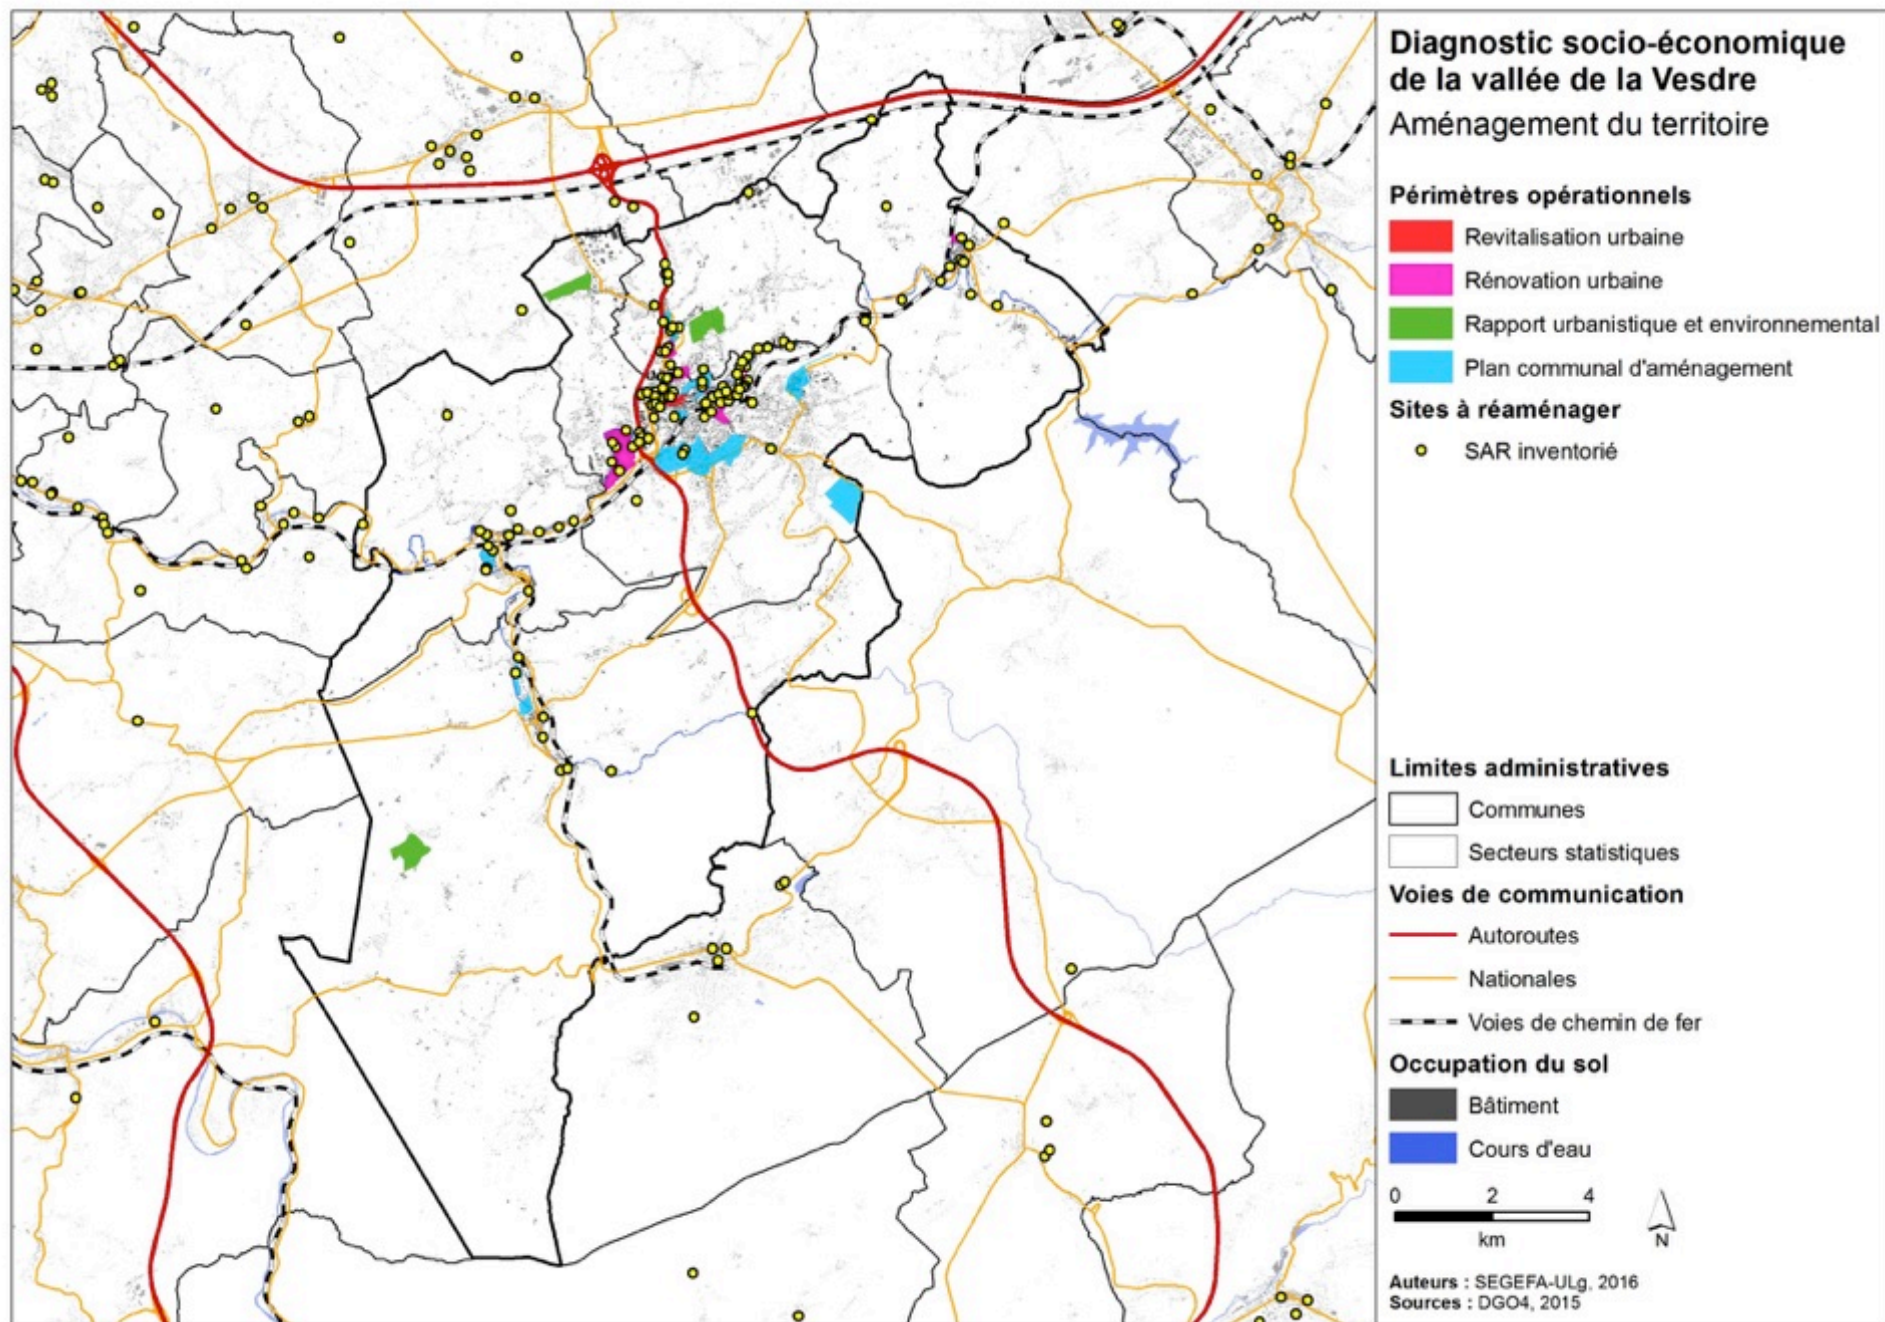 Diagnostic socio-économique
de la vallée de la Vesdre
Aménagement du territoire
Périmètres opérationnels
Revitalisation urbaine
Rénovation urbaine
Rapport urbanistique et environnemental
Plan communal d'aménagement
Sites à réaménager
SAR inventorié
Limites administratives
Communes
Secteurs statistiques
Voies de communication
Autoroutes
Nationales
Voies de chemin de fer
Occupation du sol
Bâtiment
Cours d'eau
0 2 4
km
N
Auteurs : SEGEFA-ULg, 2016
Sources : DGO4, 2015